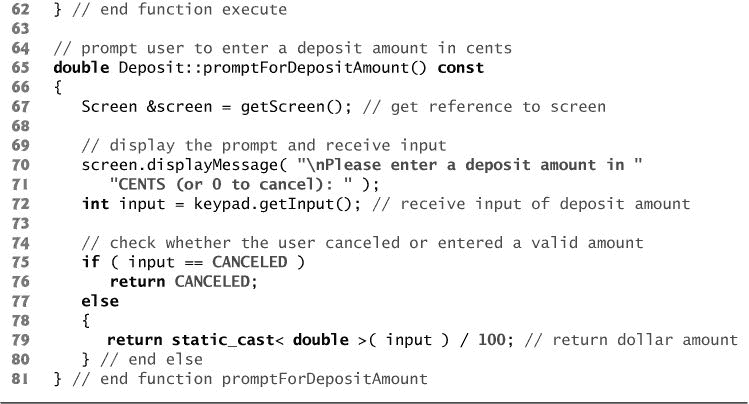 62 } // end function execute
63
64 // prompt user to enter a deposit amount in cents
65 double Deposit::promptForDepositAmount() const
66 {
67 Screen &screen = getScreen(); // get reference to screen
68
69 // display the prompt and receive input
70 screen.displayMessage( "\nPlease enter a deposit amount in "
71 "CENTS (or 0 to cancel): " );
72 int input = keypad.getInput(); // receive input of deposit amount
73
74 // check whether the user canceled or entered a valid amount
75 if ( input == CANCELED )
76 return CANCELED;
77 else
78 {
79 return static_cast< double >( input ) / 100; // return dollar amount
80 } // end else
81 } // end function promptForDepositAmount